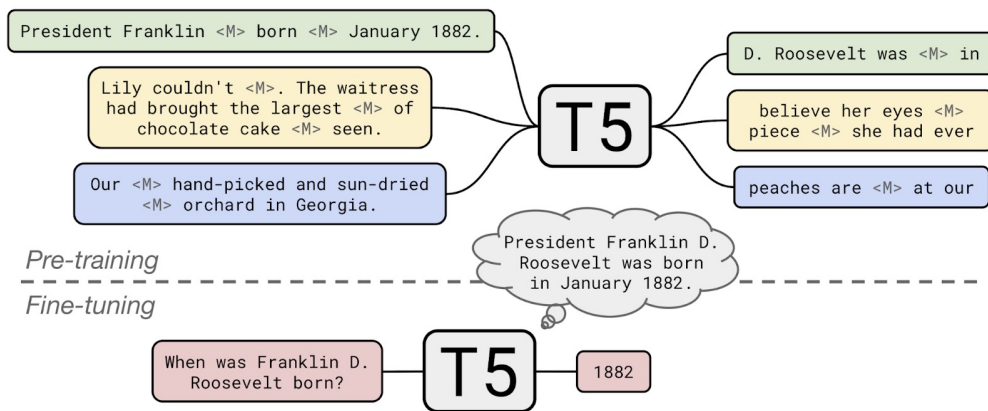 President Franklin <M> born <M> January 1882.
Lily couldn't <M>. The waitress
had brought the largest <M> of
chocolate cake <M> seen.
Our <M> hand-picked and sun-dried
<M> orchard in Georgia.
T5
D. Roosevelt was <M> in
believe her eyes <M>
piece <M> she had ever
peaches are <M> at our
Pre-training
President Franklin D.
Roosevelt was born
in January 1882.
Fine-tuning
When was Franklin D.
Roosevelt born?
T5
1882